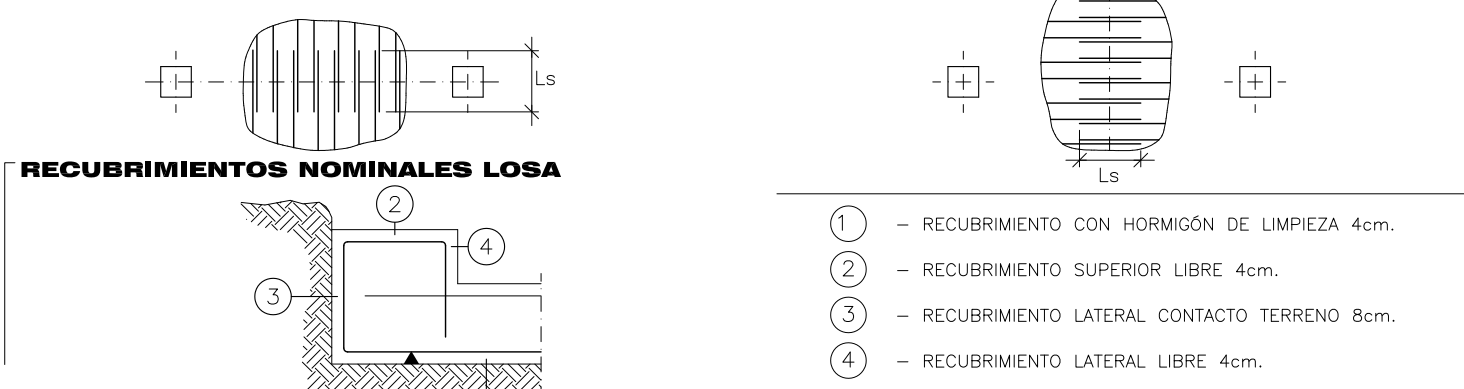 Ls
Ls
RECUBRIMIENTOS NOMINALES LOSA
2
4
3
1 – RECUBRIMIENTO CON HORMIGÓN DE LIMPIEZA 4cm.
2 – RECUBRIMIENTO SUPERIOR LIBRE 4cm.
3 – RECUBRIMIENTO LATERAL CONTACTO TERRENO 8cm.
4 – RECUBRIMIENTO LATERAL LIBRE 4cm.